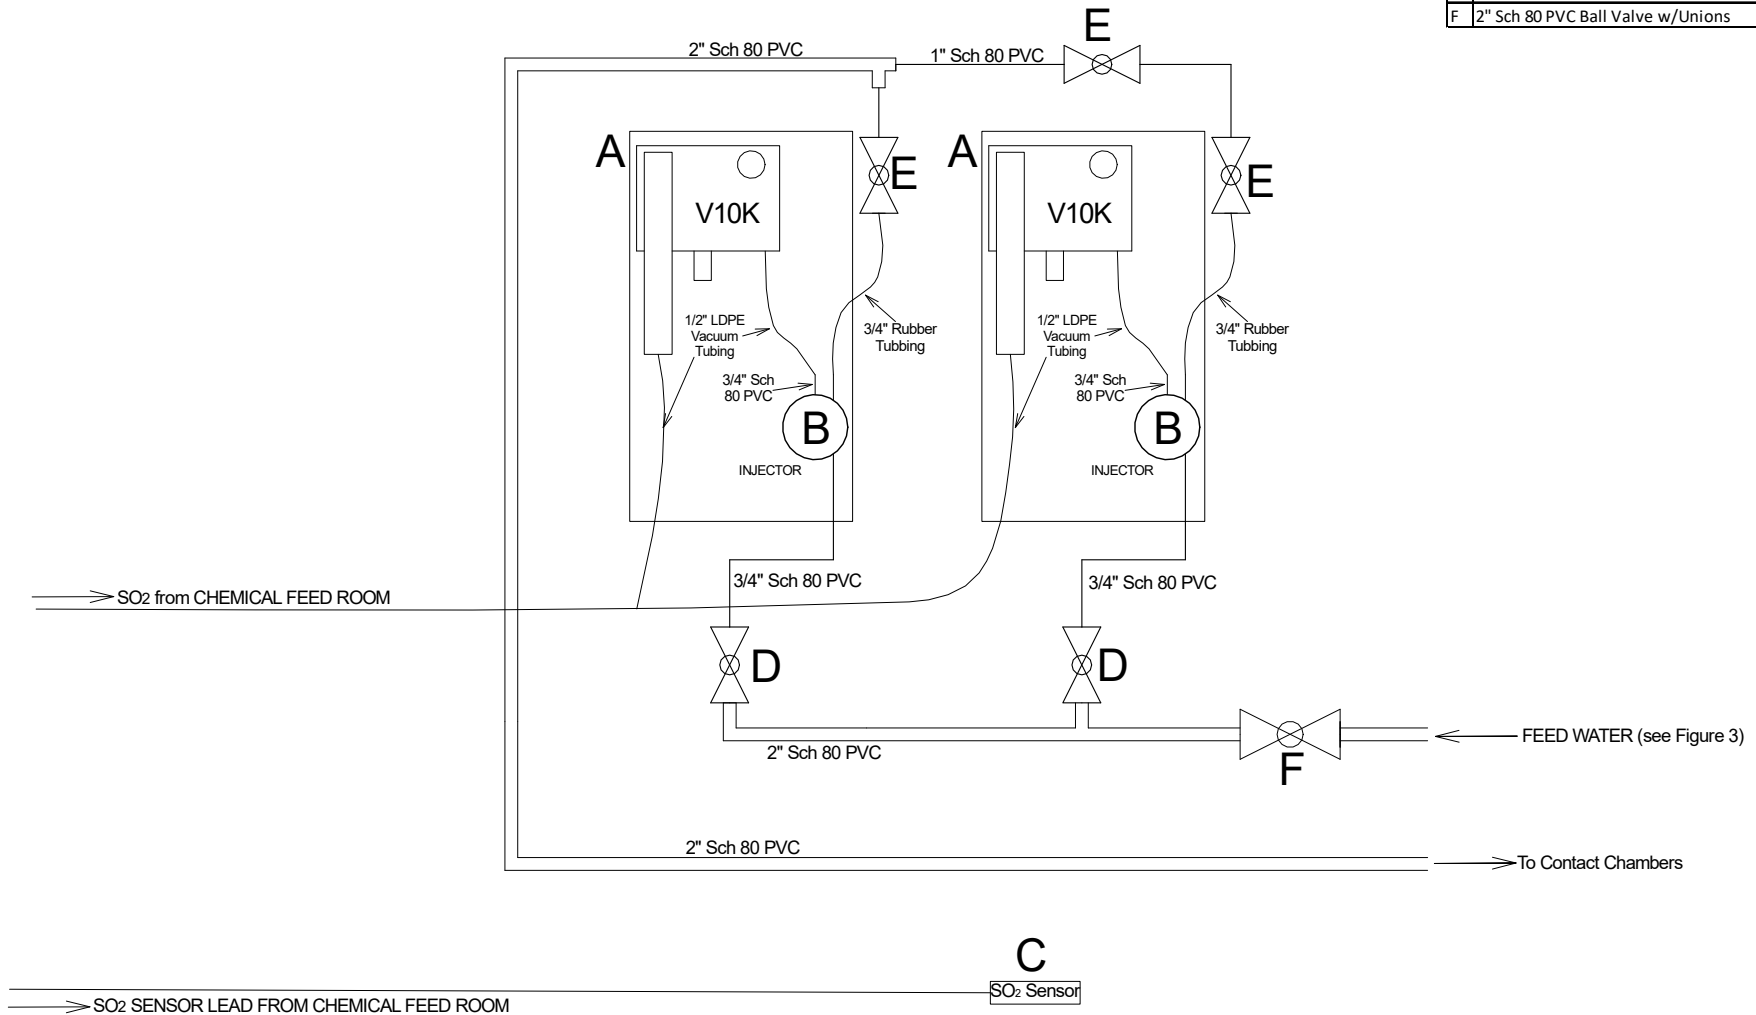 F 2" Sch 80 PVC Ball Valve w/Unions
E
2" Sch 80 PVC
1" Sch 80 PVC
A
V10K
E
A
V10K
E
1/2" LDPE
Vacuum
Tubing
3/4" Rubber
Tubbing
1/2" LDPE
Vacuum
Tubing
3/4" Rubber
Tubbing
3/4" Sch
80 PVC
3/4" Sch
80 PVC
B
INJECTOR
B
INJECTOR
3/4" Sch 80 PVC
3/4" Sch 80 PVC
SO2 from CHEMICAL FEED ROOM
D
D
2" Sch 80 PVC
F
FEED WATER (see Figure 3)
2" Sch 80 PVC
To Contact Chambers
C
SO2 Sensor
SO2 SENSOR LEAD FROM CHEMICAL FEED ROOM